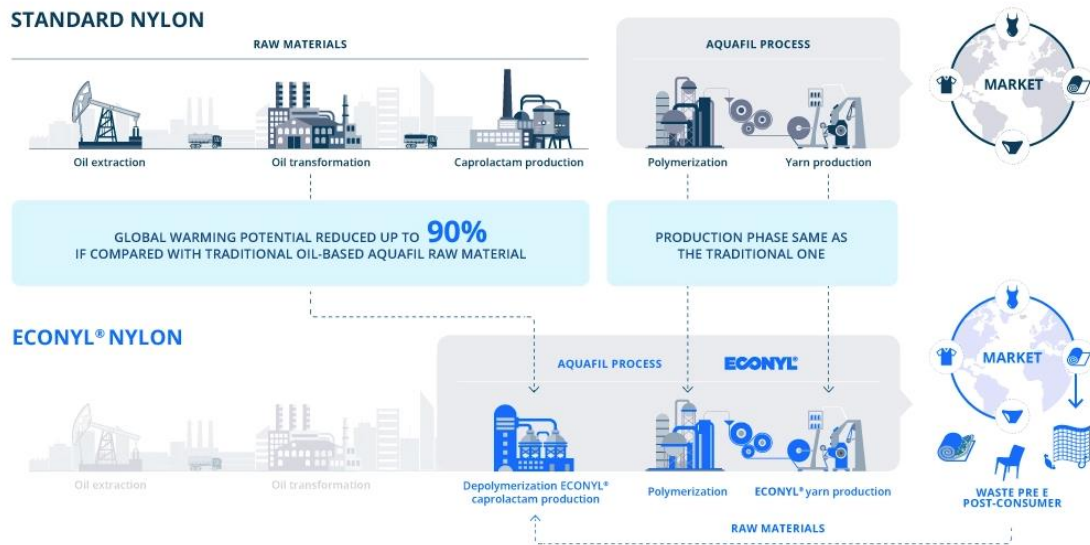 STANDARD NYLON
RAW MATERIALS
Oil extraction
Oil transformation
Caprolactam production
AQUAFIL PROCESS
Polymerization
Yarn production
MARKET
GLOBAL WARMING POTENTIAL REDUCED UP TO 90%
IF COMPARED WITH TRADITIONAL OIL-BASED AQUAFIL RAW MATERIAL
PRODUCTION PHASE SAME AS
THE TRADITIONAL ONE
ECONYL® NYLON
Oil extraction
Oil transformation
AQUAFIL PROCESS
ECONYL®
Depolymerization ECONYL®
caprolactam production
Polymerization
ECONYL® yarn production
MARKET
WASTE PRE E
POST-CONSUMER
RAW MATERIALS